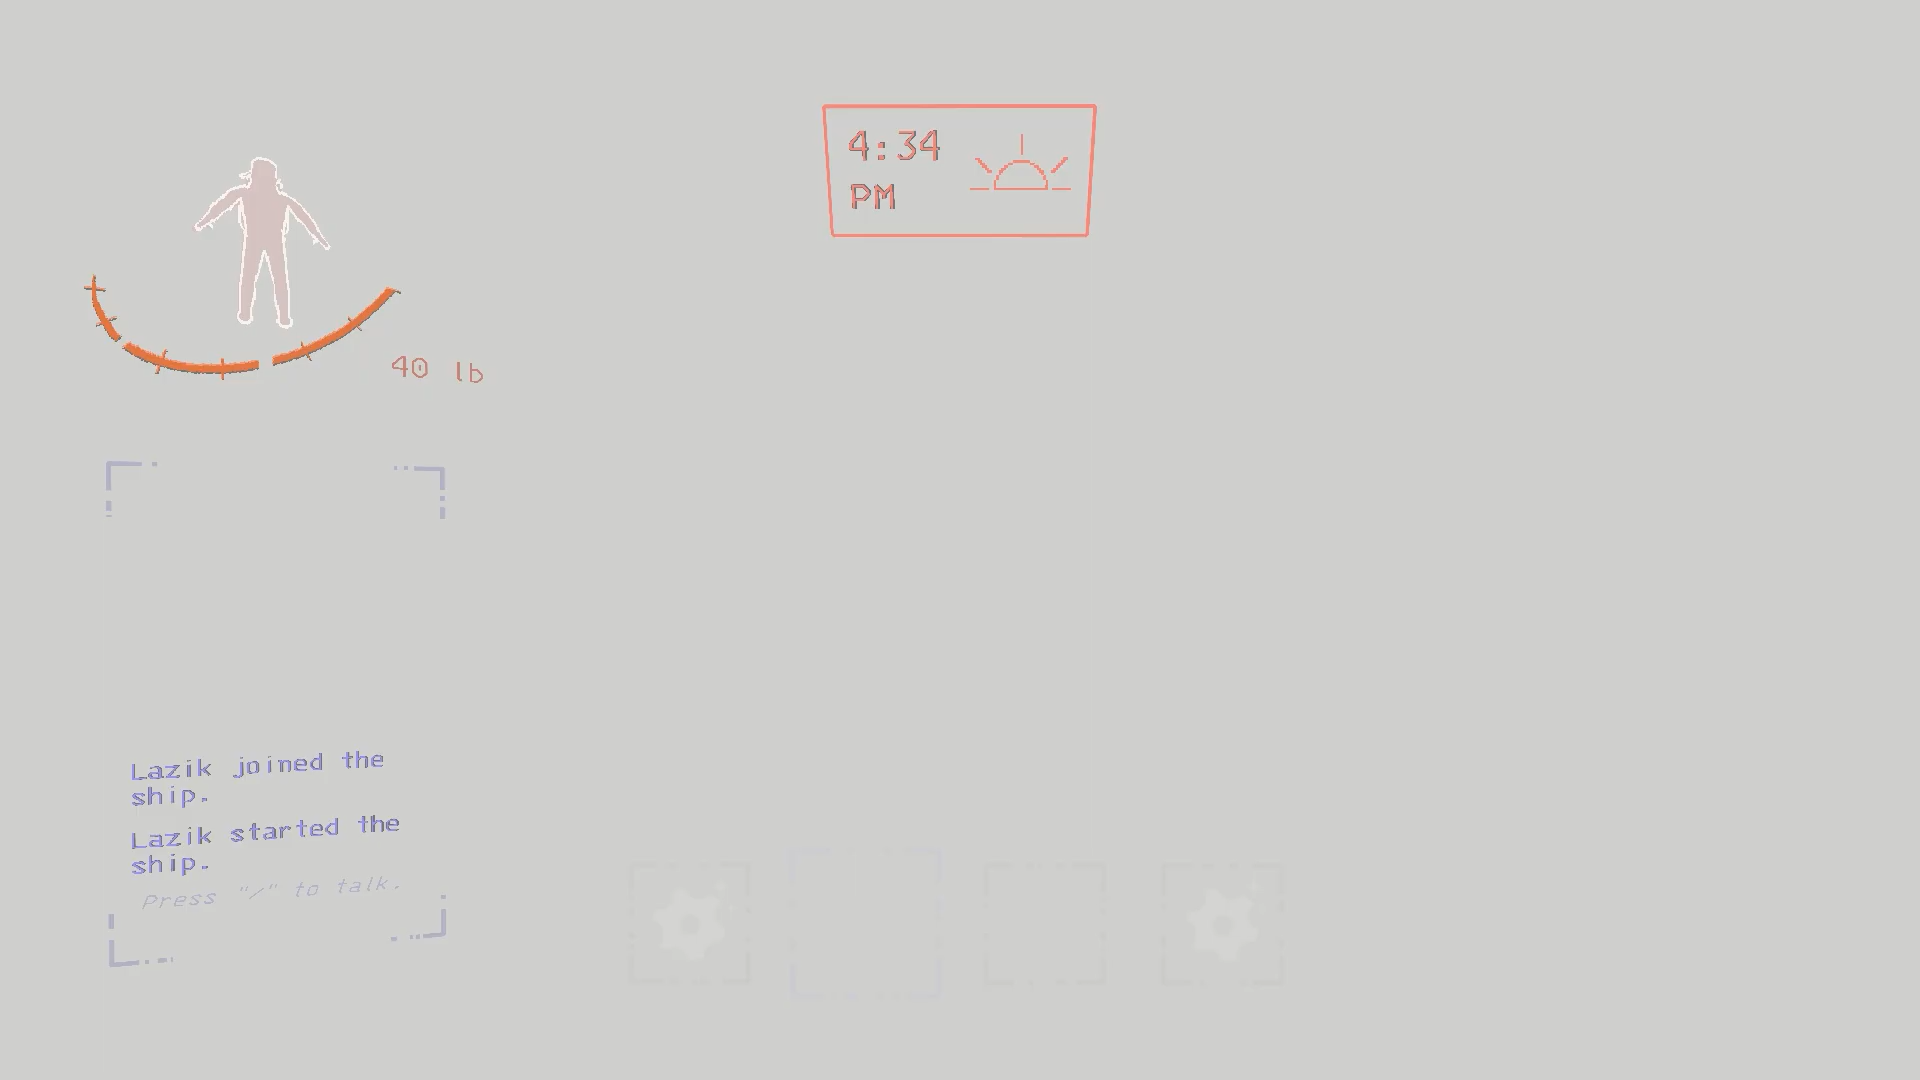 4:34
PM
40 lb
Lazik joined the
ship.
Lazik started the
ship.
Press "/" to talk.